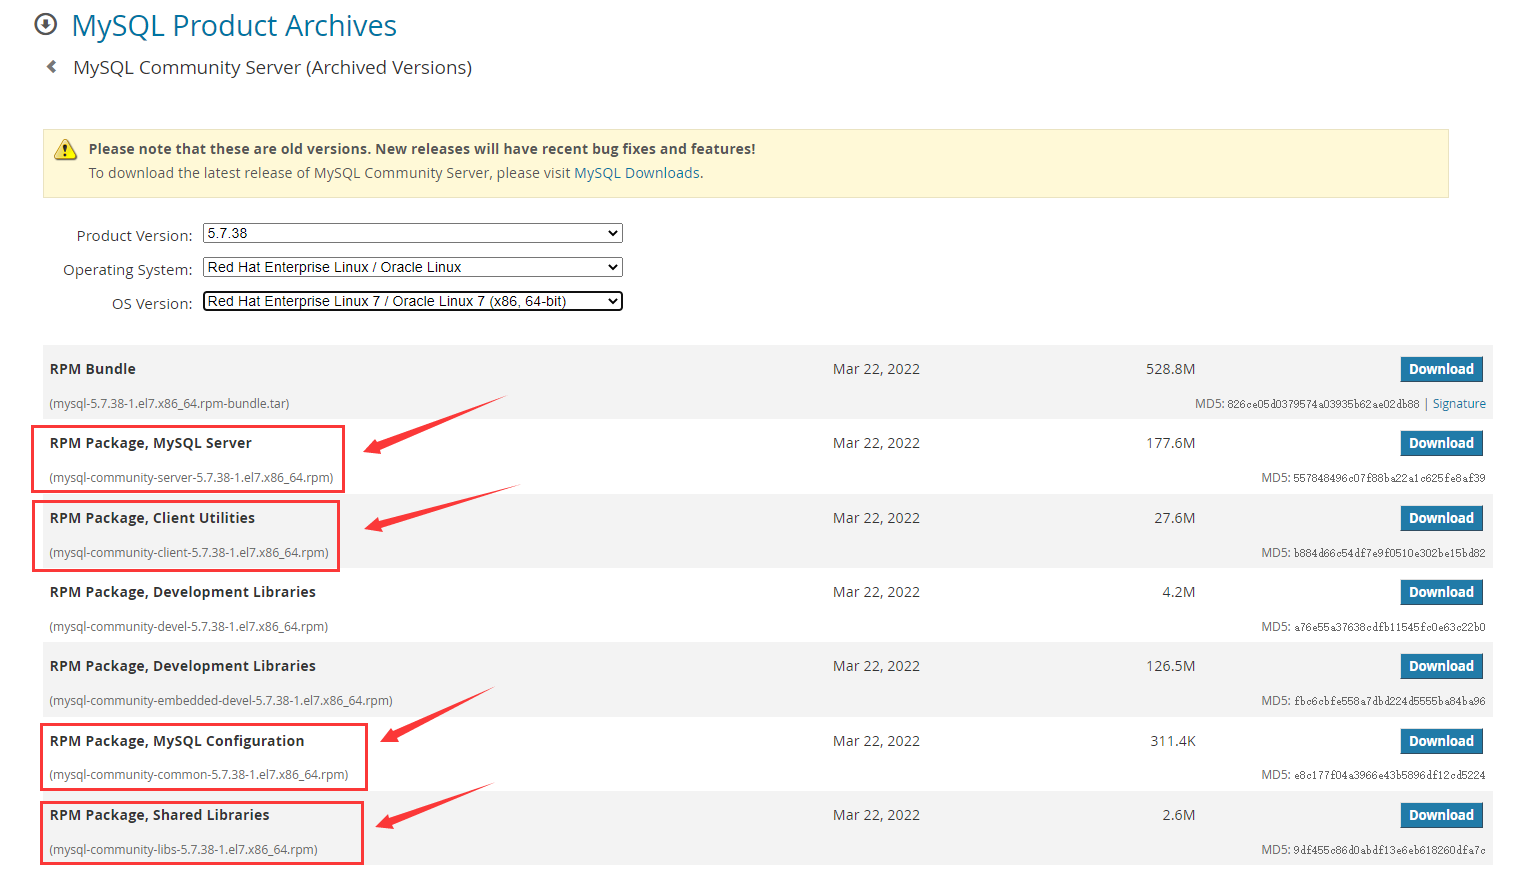 MySQL Product Archives
MySQL Community Server (Archived Versions)
Please note that these are old versions. New releases will have recent bug fixes and features!
To download the latest release of MySQL Community Server, please visit MySQL Downloads.
Product Version: 5.7.38
Operating System: Red Hat Enterprise Linux / Oracle Linux
OS Version: Red Hat Enterprise Linux 7 / Oracle Linux 7 (x86, 64-bit)
RPM Bundle Mar 22, 2022 528.8M Download
(mysql-5.7.38-1.el7.x86_64.rpm-bundle.tar) MD5: 826ce05d0379574a03935b62ae02db88 | Signature
RPM Package, MySQL Server Mar 22, 2022 177.6M Download
(mysql-community-server-5.7.38-1.el7.x86_64.rpm) MD5: 557848496c07f88ba22a1c625fe8af39
RPM Package, Client Utilities Mar 22, 2022 27.6M Download
(mysql-community-client-5.7.38-1.el7.x86_64.rpm) MD5: b884d66c54df7e9f0510e302be15bd82
RPM Package, Development Libraries Mar 22, 2022 4.2M Download
(mysql-community-devel-5.7.38-1.el7.x86_64.rpm) MD5: a76e55a37638cdfb11545fc0e63c22b0
RPM Package, Development Libraries Mar 22, 2022 126.5M Download
(mysql-community-embedded-devel-5.7.38-1.el7.x86_64.rpm) MD5: fbc6cbfe558a7dbd224d5555ba84ba96
RPM Package, MySQL Configuration Mar 22, 2022 311.4K Download
(mysql-community-common-5.7.38-1.el7.x86_64.rpm) MD5: e8c177f04a3966e43b5896df12cd5224
RPM Package, Shared Libraries Mar 22, 2022 2.6M Download
(mysql-community-libs-5.7.38-1.el7.x86_64.rpm) MD5: 9df455c86d0abdf13e6eb618260dfa7c